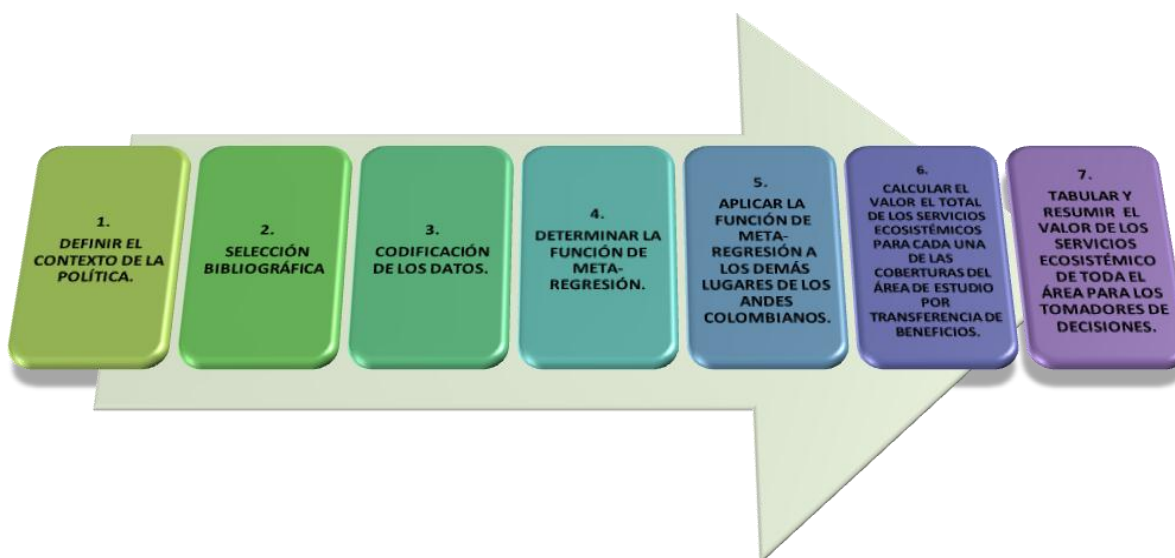 1.
DEFINIR EL
CONTEXTO DE LA
POLÍTICA.
2.
SELECCIÓN
BIBLIOGRÁFICA
3.
CODIFICACIÓN
DE LOS DATOS.
4.
DETERMINAR LA
FUNCIÓN DE
META-
REGRESIÓN.
5.
APLICAR LA
FUNCIÓN DE
META-
REGRESIÓN A
LOS DEMÁS
LUGARES DE LOS
ANDES
COLOMBIANOS.
6.
CALCULAR EL
VALOR EL TOTAL
DE LOS SERVICIOS
ECOSISTÉMICOS
PARA CADA UNA
DE LAS
COBERTURAS DEL
ÁREA DE ESTUDIO
POR
TRANSFERENCIA DE
BENEFICIOS.
7.
TABULAR Y
RESUMIR EL
VALOR DE LOS
SERVICIOS
ECOSISTÉMICO
DE TODA EL
ÁREA PARA LOS
TOMADORES DE
DECISIONES.